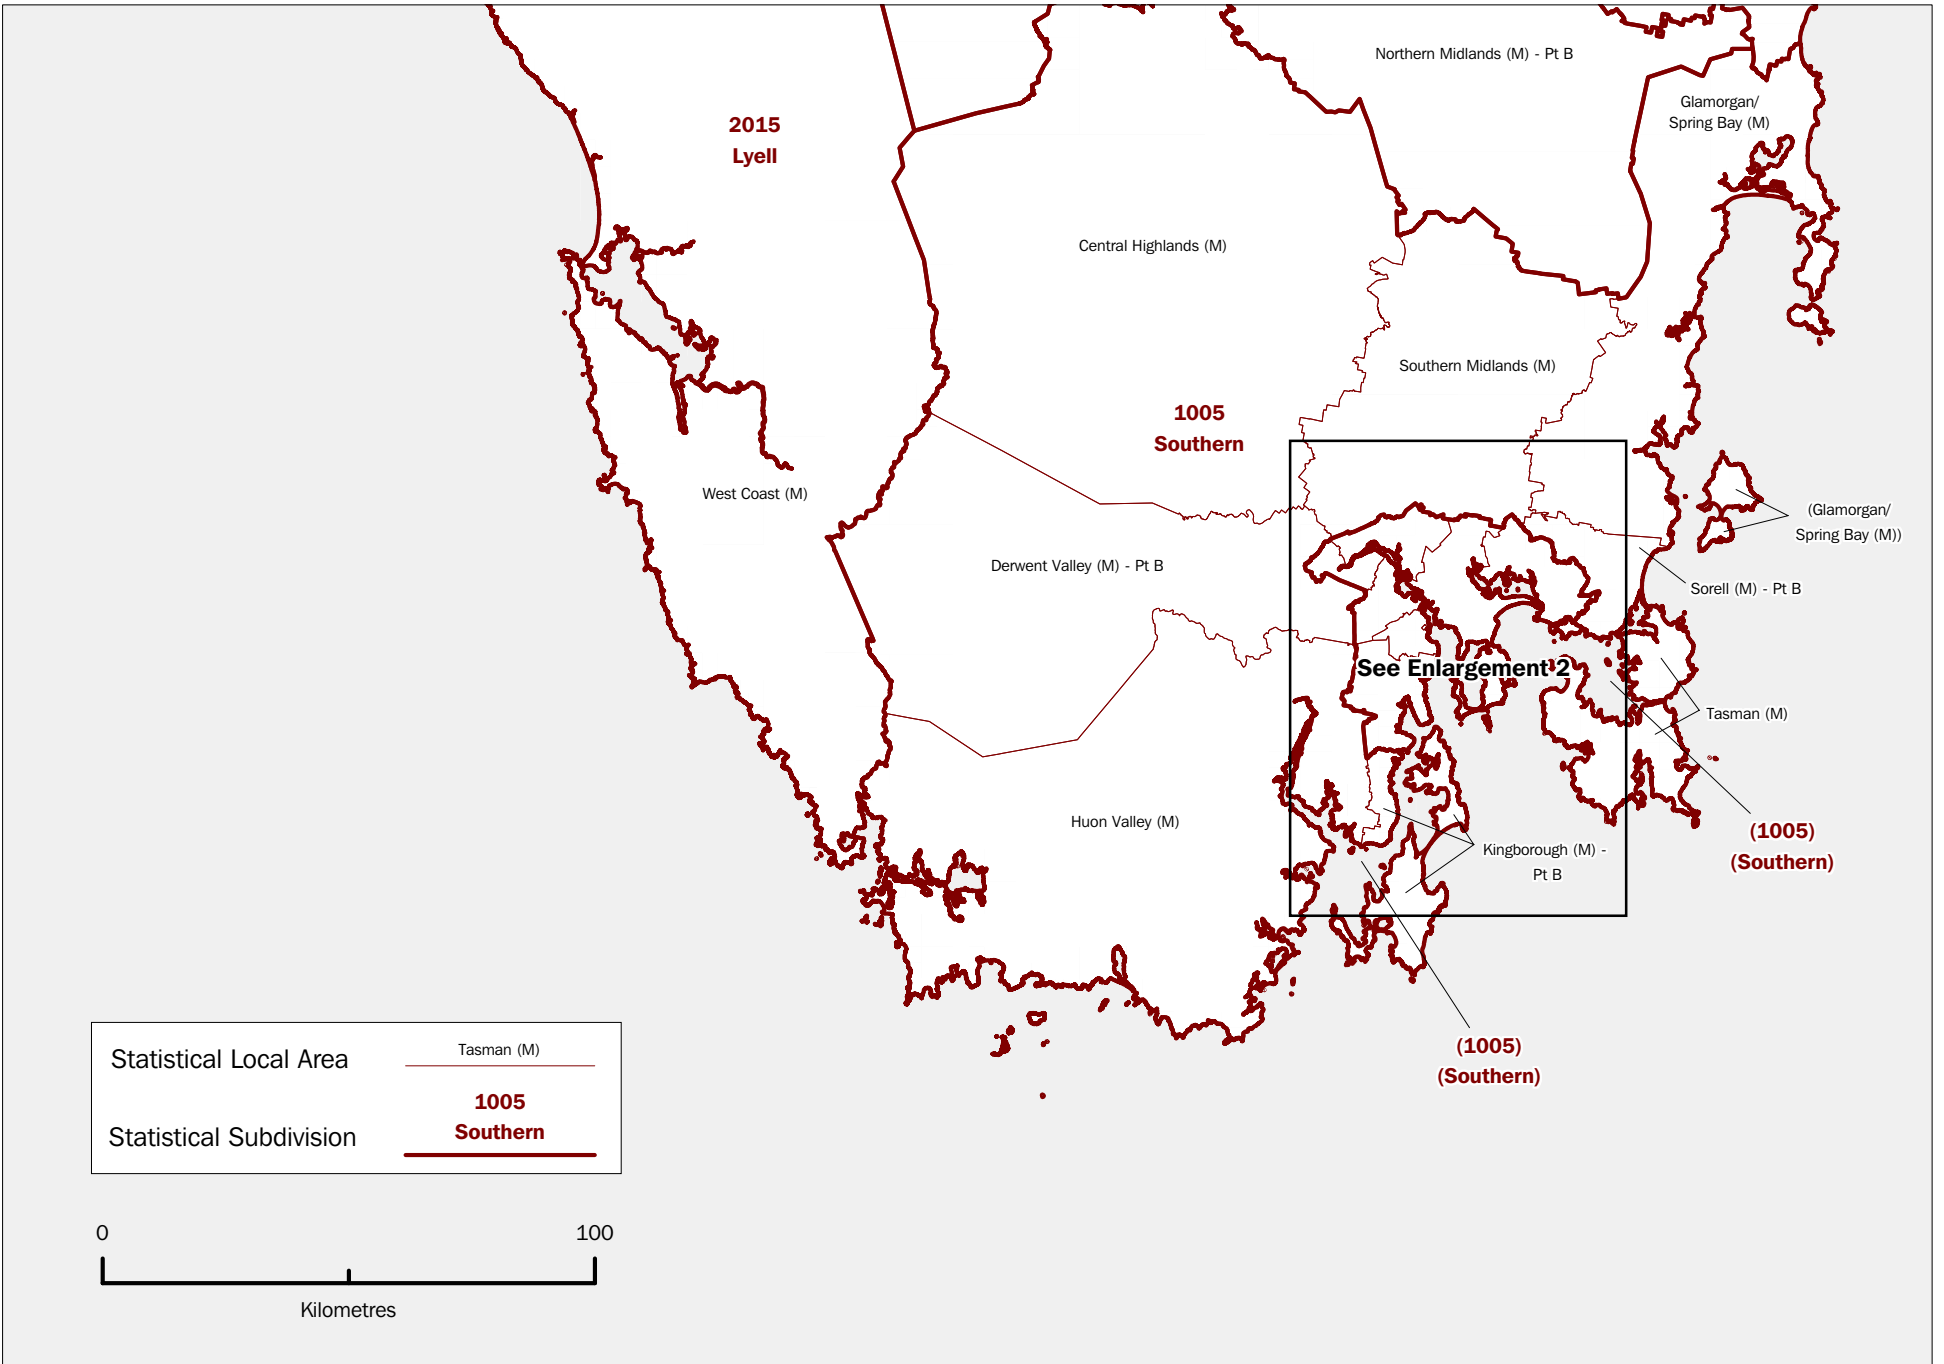 Northern Midlands (M) - Pt B
Glamorgan/
Spring Bay (M)
2015
Lyell
Central Highlands (M)
Southern Midlands (M)
1005
Southern
West Coast (M)
(Glamorgan/
Spring Bay (M))
Derwent Valley (M) - Pt B
Sorell (M) - Pt B
See Enlargement 2
Tasman (M)
Huon Valley (M)
(1005)
(Southern)
Kingborough (M) -
Pt B
(1005)
(Southern)
Statistical Local Area
Tasman (M)
1005
Southern
Statistical Subdivision
0
100
Kilometres